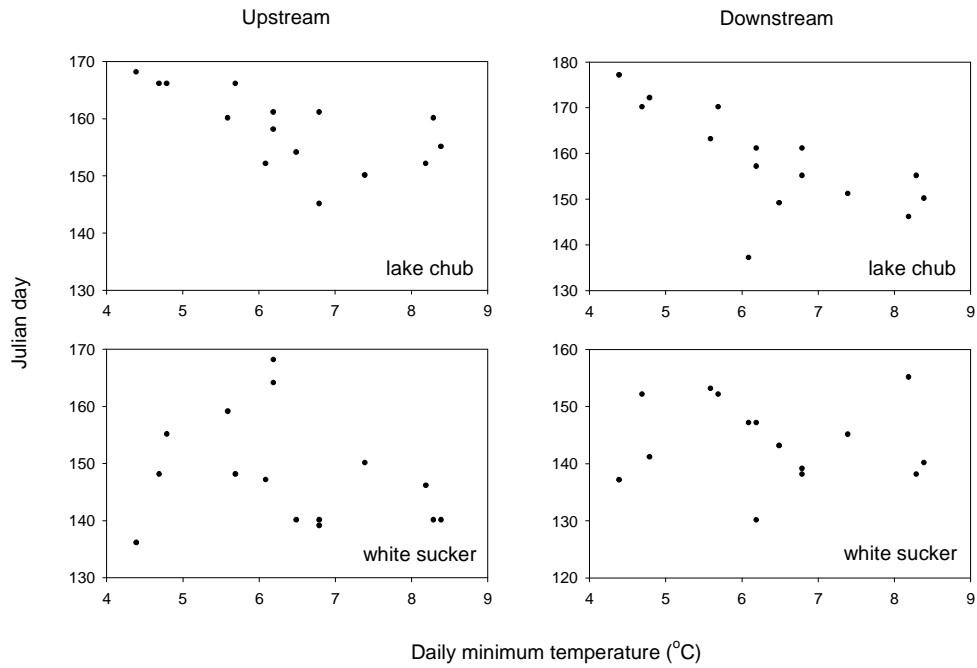 Upstream
Downstream
170
160
150
140
130
lake chub
4 5 6 7 8 9
180
170
160
150
140
130
lake chub
4 5 6 7 8 9
Julian day
170
160
150
140
130
white sucker
4 5 6 7 8 9
160
150
140
130
120
white sucker
4 5 6 7 8 9
Daily minimum temperature (°C)